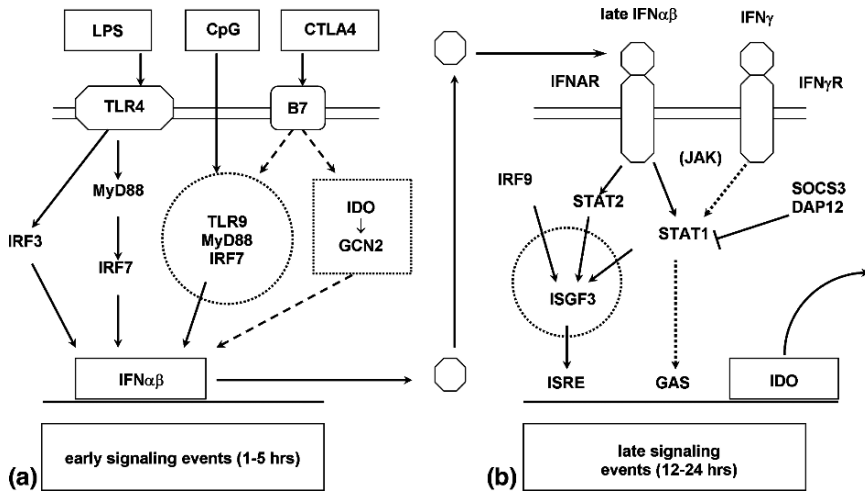 LPS
CpG
CTLA4
TLR4
B7
MyD88
IRF3
IRF7
TLR9
MyD88
IRF7
IDO
↓
GCN2
IFNαβ
early signaling events (1-5 hrs)
(a)
late IFNαβ
IFNγ
IFNAR
IFNγR
(JAK)
IRF9
STAT2
STAT1
SOCS3
DAP12
ISGF3
ISRE
GAS
IDO
late signaling
events (12-24 hrs)
(b)